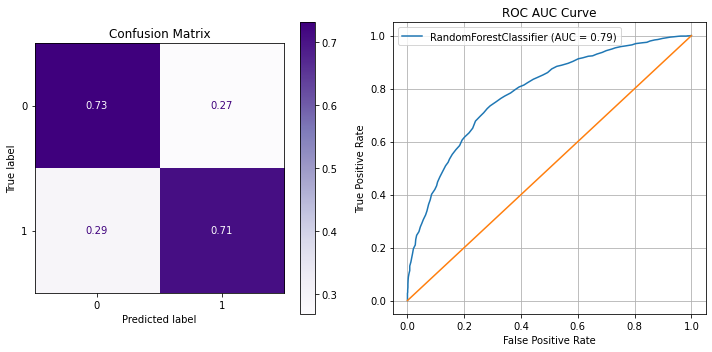 Confusion Matrix
0.73 0.27
0.29 0.71
0
1
True label
0 1
Predicted label
0.7
0.6
0.5
0.4
0.3
ROC AUC Curve
RandomForestClassifier (AUC = 0.79)
1.0
0.8
0.6
0.4
0.2
0.0
True Positive Rate
0.0 0.2 0.4 0.6 0.8 1.0
False Positive Rate